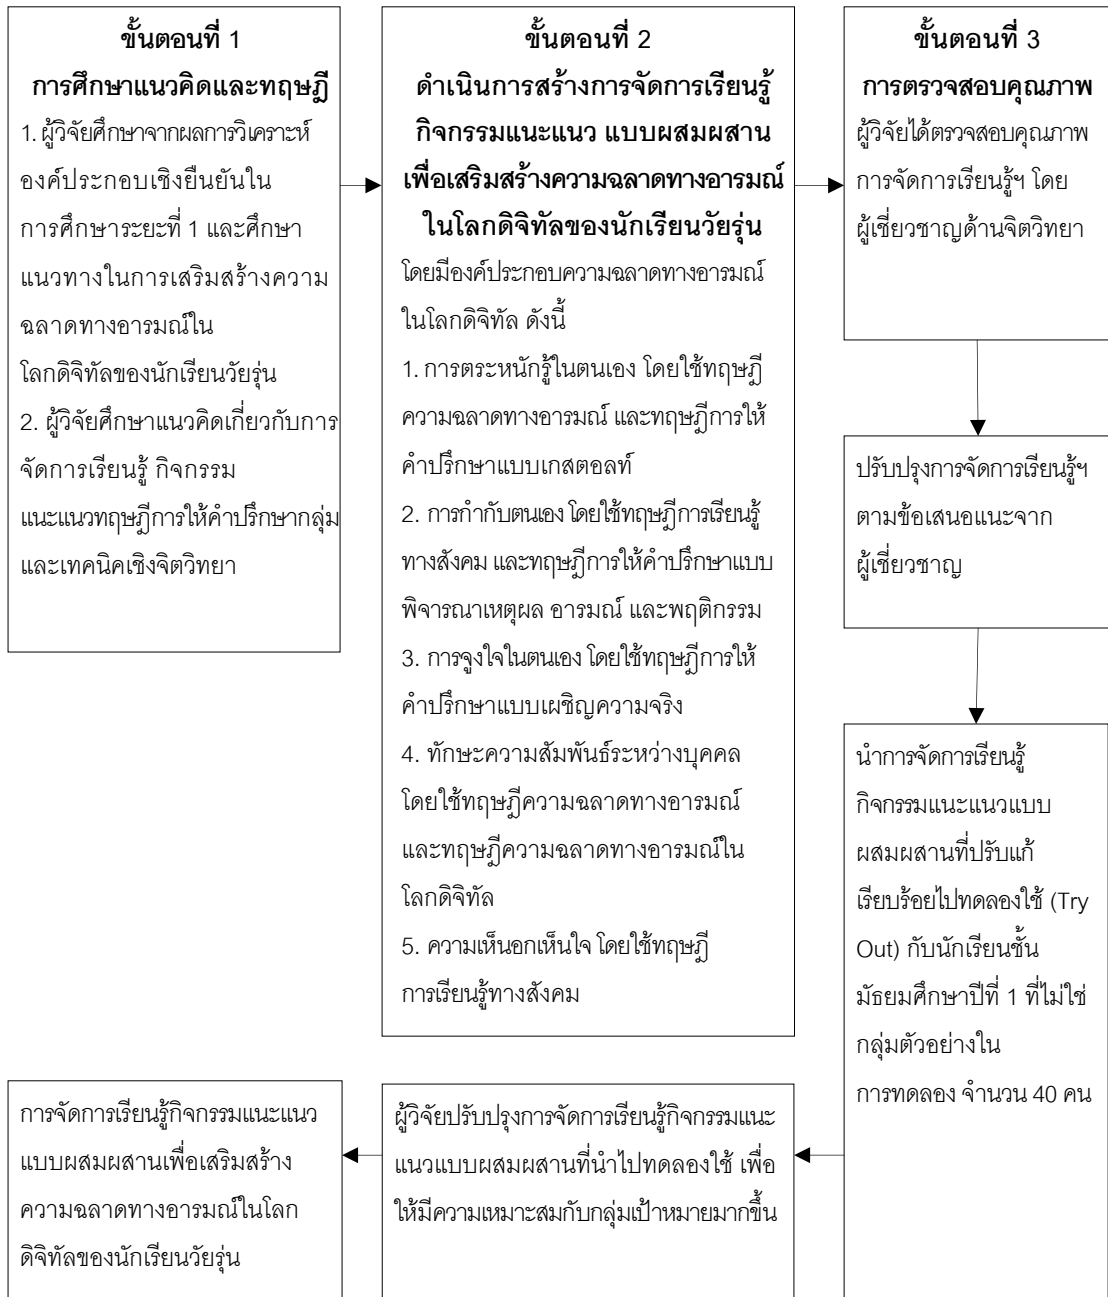 ขั้นตอนที่ 1
การศึกษาแนวคิดและทฤษฎี
1. ผู้วิจัยศึกษาจากผลการวิเคราะห์
องค์ประกอบเชิงยืนยันใน
การศึกษาระยะที่ 1 และศึกษา
แนวทางในการเสริมสร้างความ
ฉลาดทางอารมณ์ใน
โลกดิจิทัลของนักเรียนวัยรุ่น
2. ผู้วิจัยศึกษาแนวคิดเกี่ยวกับการ
จัดการเรียนรู้ กิจกรรม
แนะแนวทฤษฎีการให้คำปรึกษากลุ่ม
และเทคนิคเชิงจิตวิทยา
ขั้นตอนที่ 2
ดำเนินการสร้างการจัดการเรียนรู้
กิจกรรมแนะแนว แบบผสมผสาน
เพื่อเสริมสร้างความฉลาดทางอารมณ์
ในโลกดิจิทัลของนักเรียนวัยรุ่น
โดยมีองค์ประกอบความฉลาดทางอารมณ์
ในโลกดิจิทัล ดังนี้
1. การตระหนักรู้ในตนเอง โดยใช้ทฤษฎี
ความฉลาดทางอารมณ์ และทฤษฎีการให้
คำปรึกษาแบบเกสตอลท์
2. การกำกับตนเอง โดยใช้ทฤษฎีการเรียนรู้
ทางสังคม และทฤษฎีการให้คำปรึกษาแบบ
พิจารณาเหตุผล อารมณ์ และพฤติกรรม
3. การจูงใจในตนเอง โดยใช้ทฤษฎีการให้
คำปรึกษาแบบเผชิญความจริง
4. ทักษะความสัมพันธ์ระหว่างบุคคล
โดยใช้ทฤษฎีความฉลาดทางอารมณ์
และทฤษฎีความฉลาดทางอารมณ์ใน
โลกดิจิทัล
5. ความเห็นอกเห็นใจ โดยใช้ทฤษฎี
การเรียนรู้ทางสังคม
ขั้นตอนที่ 3
การตรวจสอบคุณภาพ
ผู้วิจัยได้ตรวจสอบคุณภาพ
การจัดการเรียนรู้ฯ โดย
ผู้เชี่ยวชาญด้านจิตวิทยา
ปรับปรุงการจัดการเรียนรู้ฯ
ตามข้อเสนอแนะจาก
ผู้เชี่ยวชาญ
นำการจัดการเรียนรู้
กิจกรรมแนะแนวแบบ
ผสมผสานที่ปรับแก้
เรียบร้อยไปทดลองใช้ (Try
Out) กับนักเรียนชั้น
มัธยมศึกษาปีที่ 1 ที่ไม่ใช่
กลุ่มตัวอย่างใน
การทดลอง จำนวน 40 คน
ผู้วิจัยปรับปรุงการจัดการเรียนรู้กิจกรรมแนะ
แนวแบบผสมผสานที่นำไปทดลองใช้ เพื่อ
ให้มีความเหมาะสมกับกลุ่มเป้าหมายมากขึ้น
การจัดการเรียนรู้กิจกรรมแนะแนว
แบบผสมผสานเพื่อเสริมสร้าง
ความฉลาดทางอารมณ์ในโลก
ดิจิทัลของนักเรียนวัยรุ่น